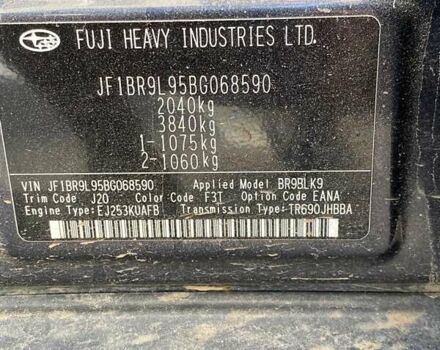 FUJI HEAVY INDUSTRIES LTD.
JF1BR9L95BG068590
2040kg
3840kg
1-1075kg
2-1060kg
VIN JF1BR9L95BG068590 Applied Model BR9BLK9
Trim Code J20 Color Code F3T Option Code EANA
Engine Type:EJ253KUAFB Transmission Type:TR690JHBBA